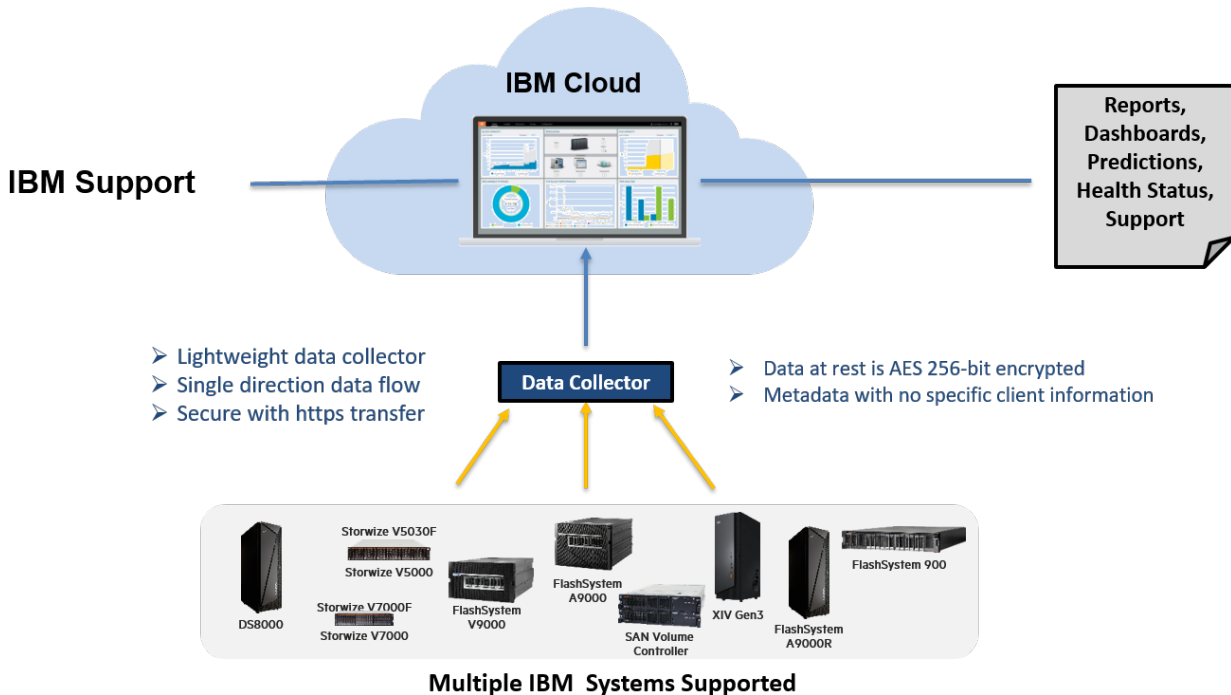 IBM Cloud
IBM Support
Reports,
Dashboards,
Predictions,
Health Status,
Support
➢ Lightweight data collector
➢ Single direction data flow
➢ Secure with https transfer
Data Collector
➢ Data at rest is AES 256-bit encrypted
➢ Metadata with no specific client information
DS8000
Storwize V5030F
Storwize V5000
Storwize V7000F
Storwize V7000
FlashSystem
V9000
FlashSystem
A9000
SAN Volume
Controller
XIV Gen3
FlashSystem
A9000R
FlashSystem 900
Multiple IBM Systems Supported